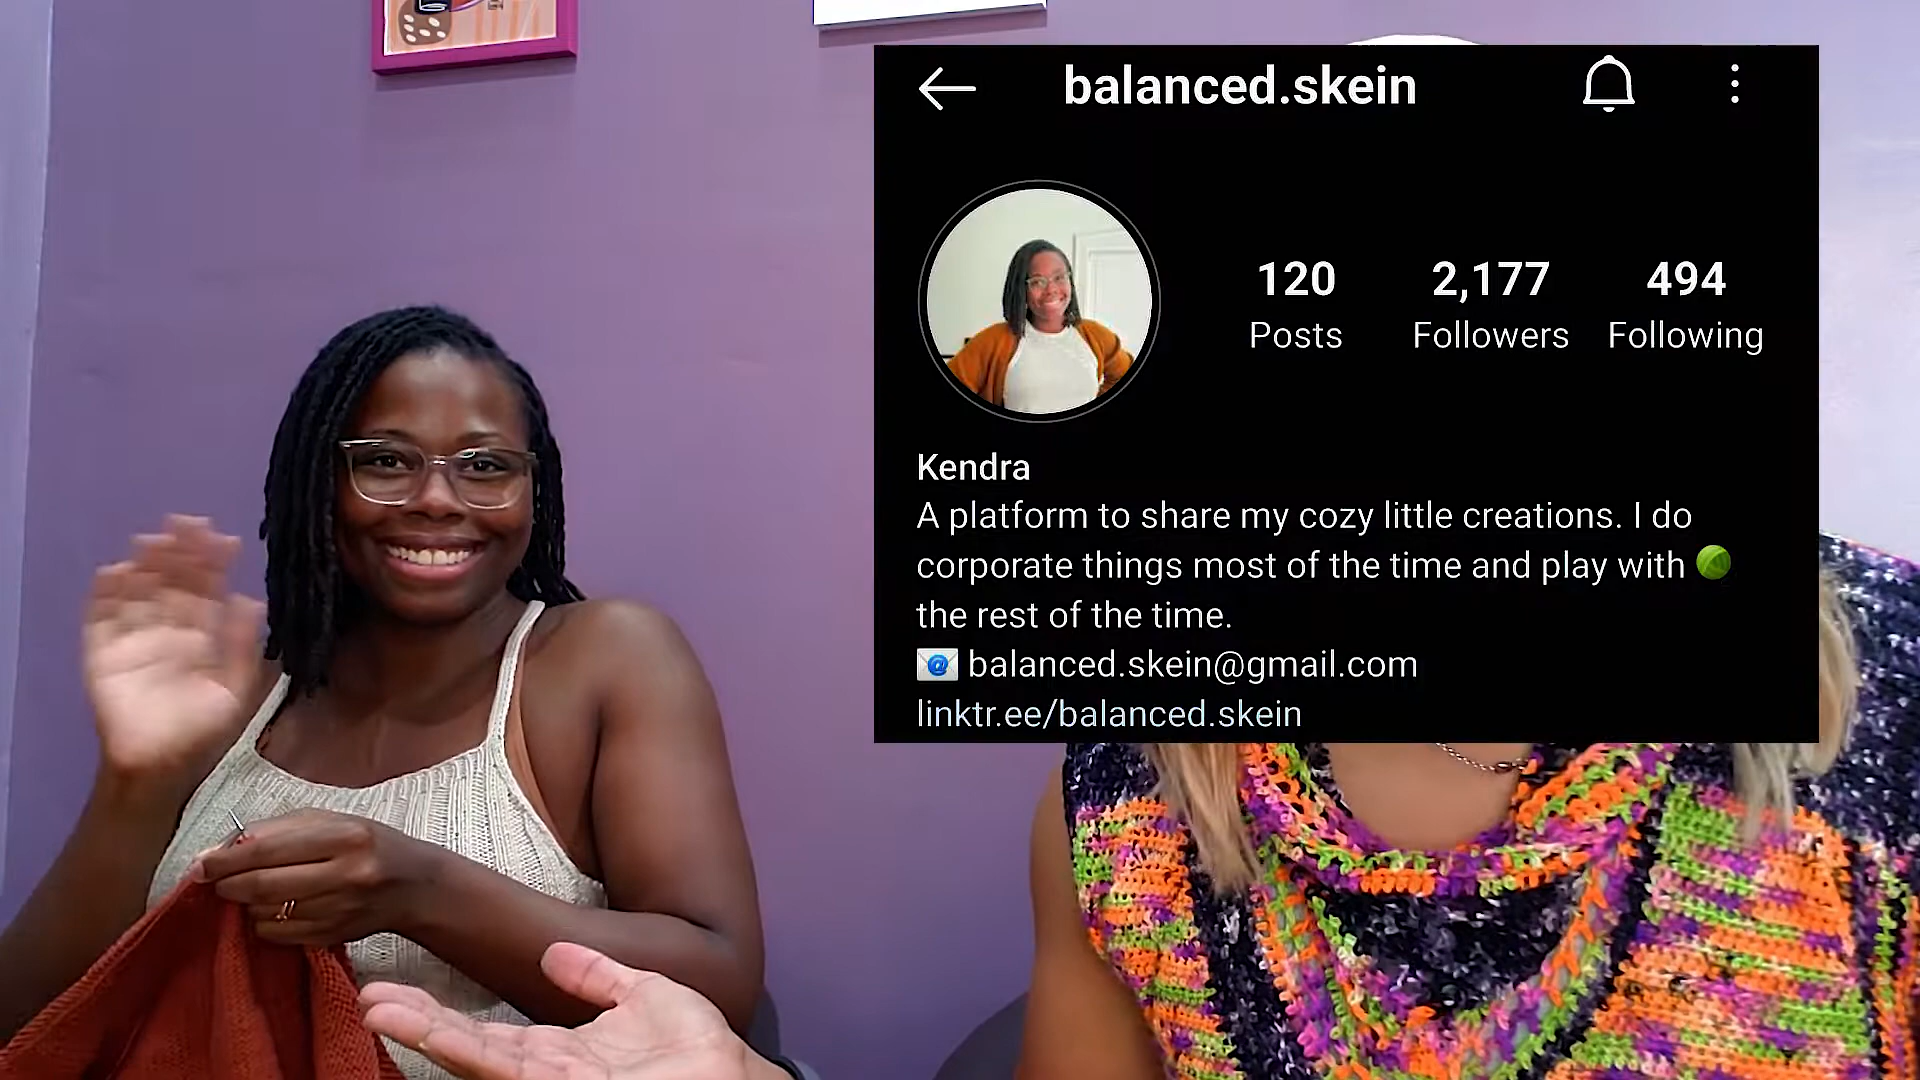 balanced.skein
120
2,177
494
Posts
Followers
Following
Kendra
A platform to share my cozy little creations. I do
corporate things most of the time and play with
the rest of the time.
balanced.skein@gmail.com
linktr.ee/balanced.skein